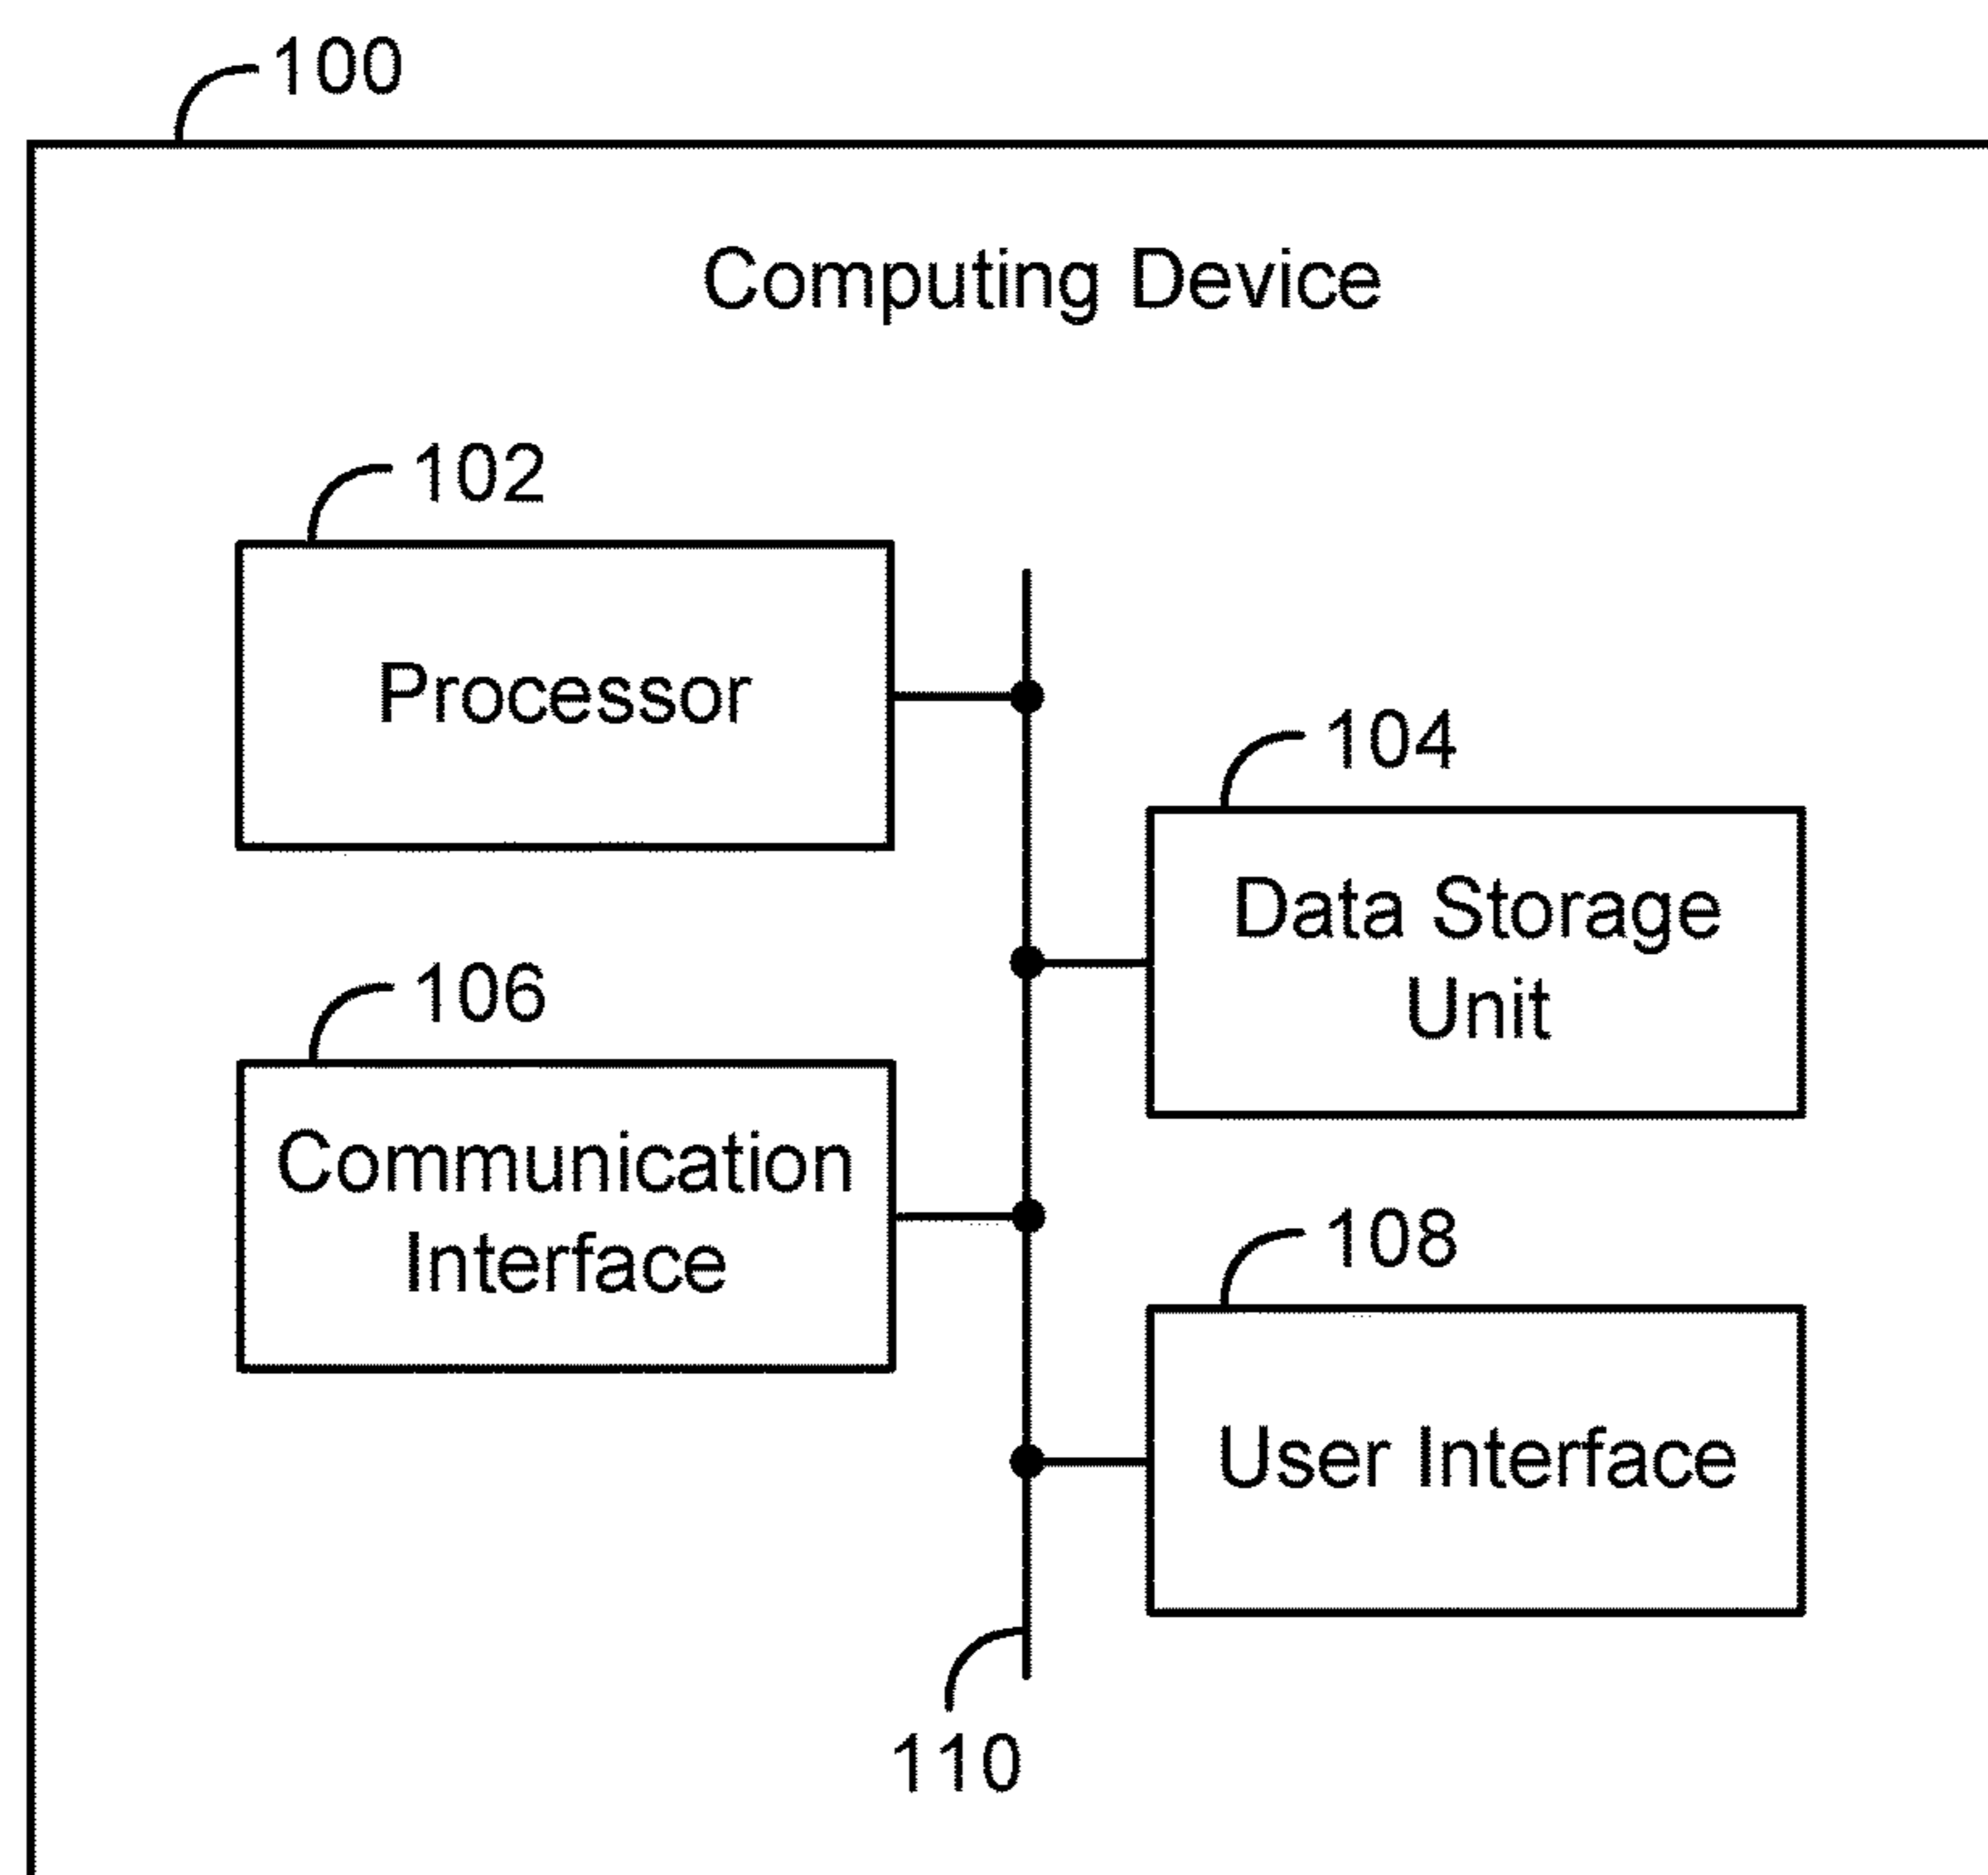 100
Computing Device
102
Processor
104
Data Storage
Unit
106
Communication
Interface
108
User Interface
110